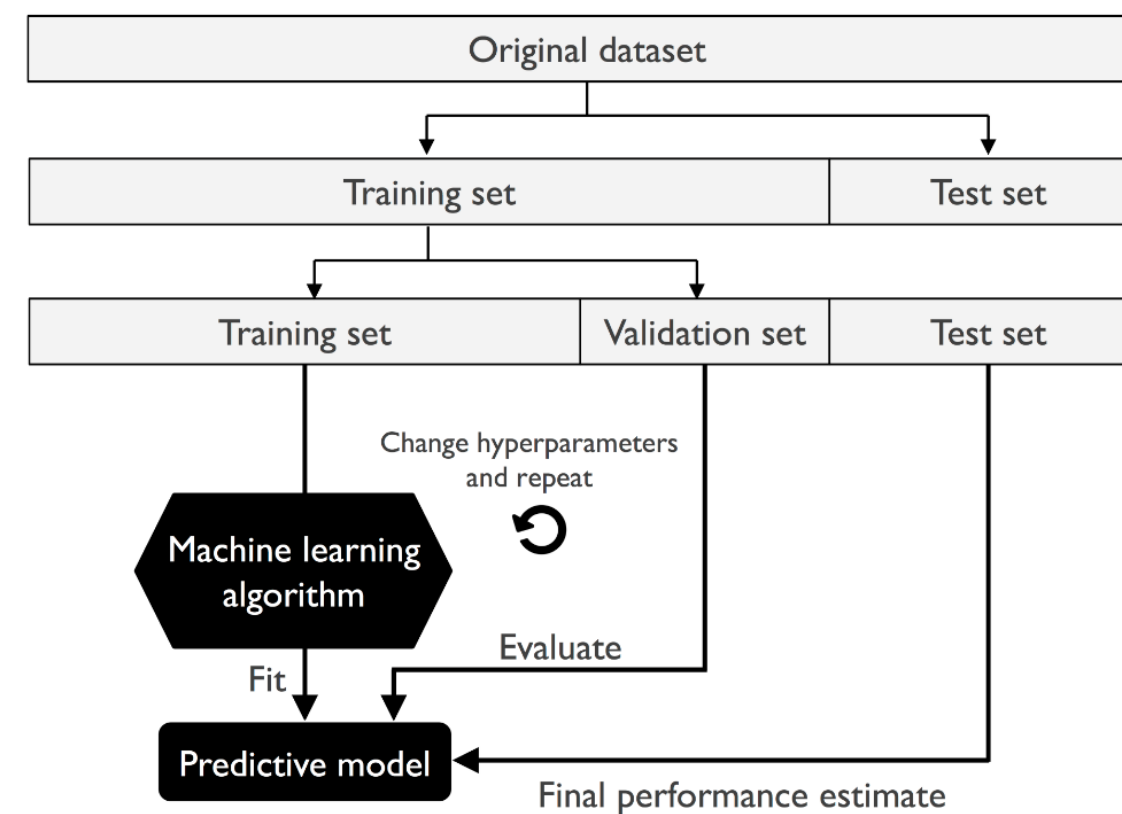 Original dataset
Training set
Test set
Training set
Validation set
Test set
Change hyperparameters
and repeat
Machine learning
algorithm
Evaluate
Fit
Predictive model
Final performance estimate